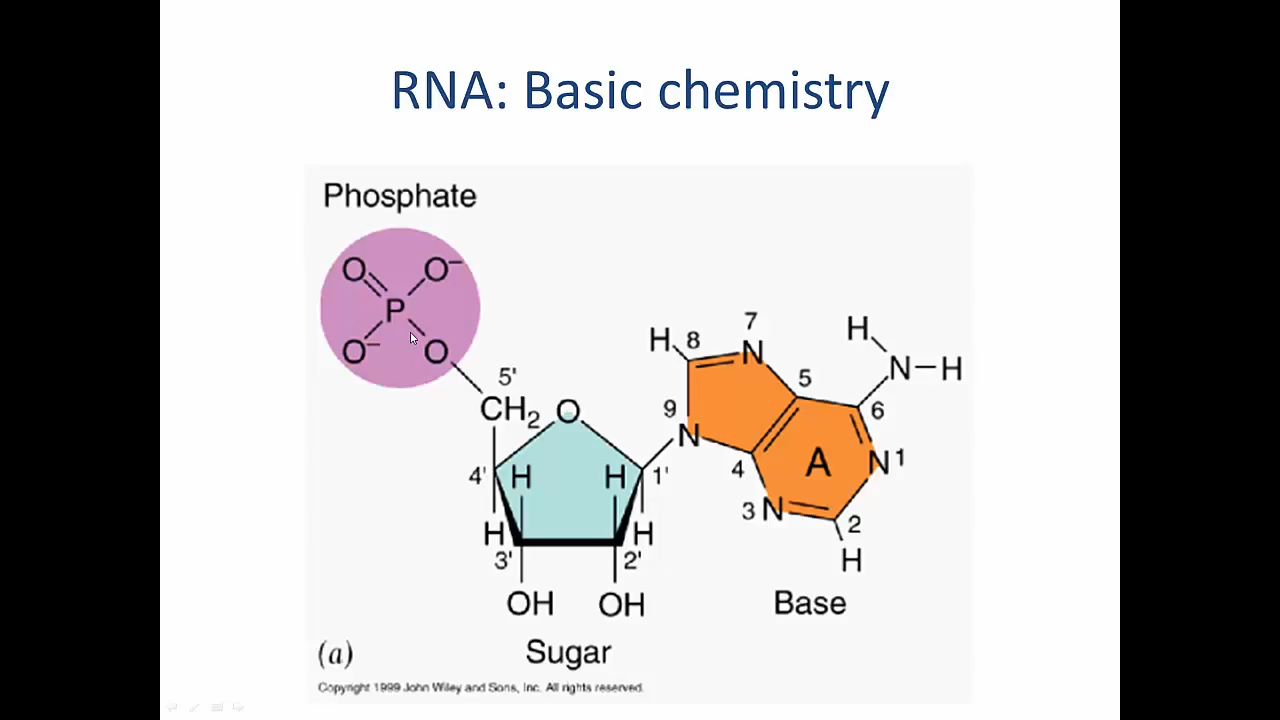 RNA: Basic chemistry
Phosphate
O
O⁻
P
O⁻
O
5'
CH₂
O
4'
H
H
1'
H
H
3'
2'
OH
OH
Sugar
H
8
7
N
9
N
5
4
H
N
H
6
N
1
A
3
N
2
H
Base
(a)
Copyright 1999 John Wiley and Sons, Inc. All rights reserved.